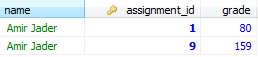 name assignment_id grade
Amir Jader 1 80
Amir Jader 9 159